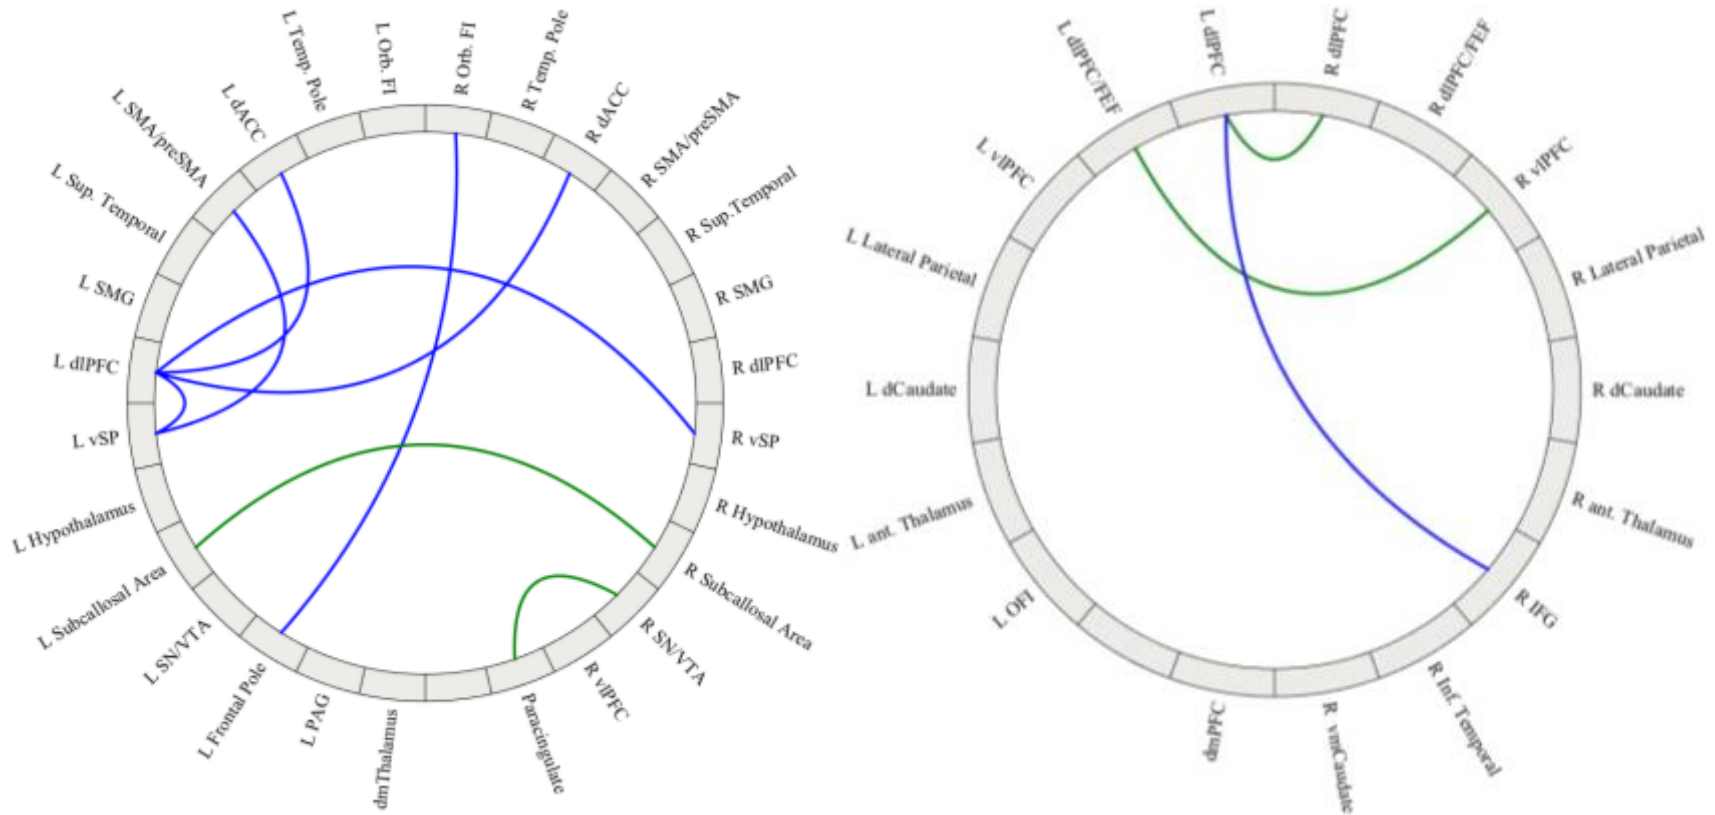 L Temp. Pole
L Orb. FI
R Orb. FI
R Temp. Pole
L dACC
R dACC
L SMA/preSMA
R SMA/preSMA
L Sup. Temporal
R Sup.Temporal
L SMG
R SMG
L dlPFC
R dlPFC
L vSP
R vSP
L Hypothalamus
R Hypothalamus
L Subcallosal Area
R Subcallosal Area
L SN/VTA
R SN/VTA
L Frontal Pole
R vlPFC
L PAG
Paracingulate
dmThalamus
L dlPFC
R dlPFC
L dlPFC/FEF
R dlPFC/FEF
L vlPFC
R vlPFC
L Lateral Parietal
R Lateral Parietal
L dCaudate
R dCaudate
L ant. Thalamus
R ant. Thalamus
L OFI
R IFG
R Inf. Temporal
dmPFC
R vmCaudate